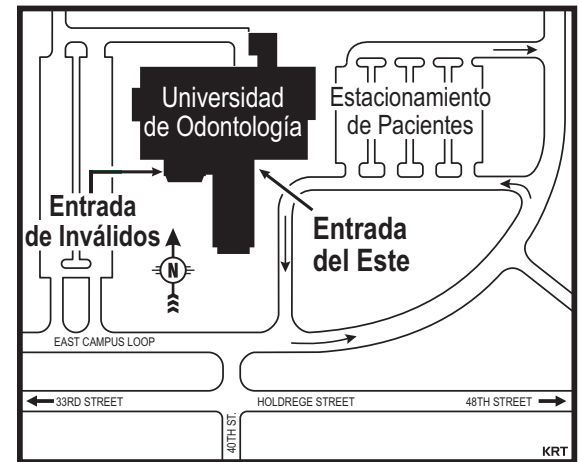 Universidad
de Odontología
Estacionamiento
de Pacientes
Entrada
de Inválidos
Entrada
del Este
N
EAST CAMPUS LOOP
33RD STREET
HOLDREGE STREET
48TH STREET
40TH ST.
KRT